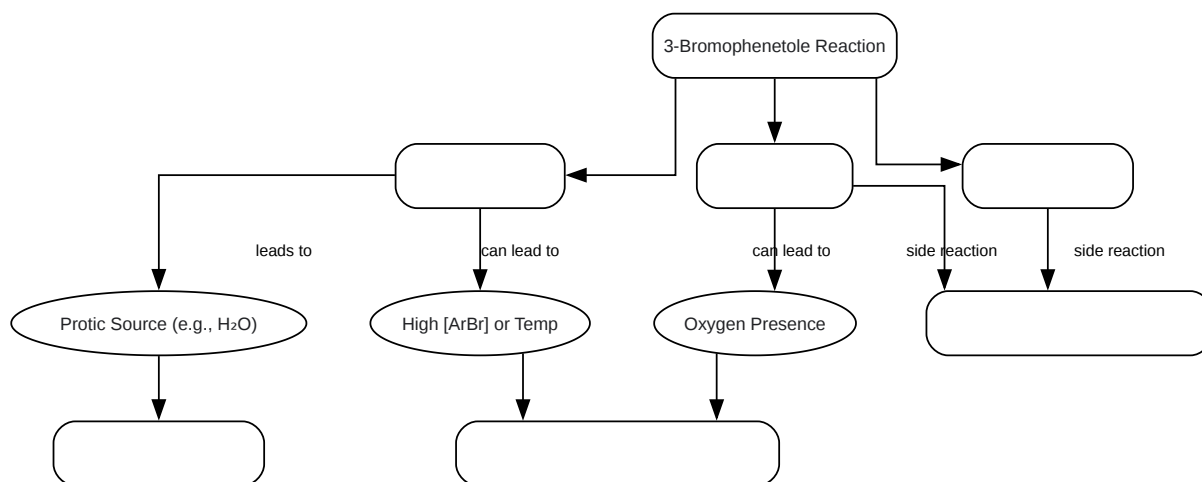 3-Bromophenetole Reaction
leads to
can lead to
can lead to
side reaction
side reaction
Protic Source (e.g., H₂O)
High [ArBr] or Temp
Oxygen Presence